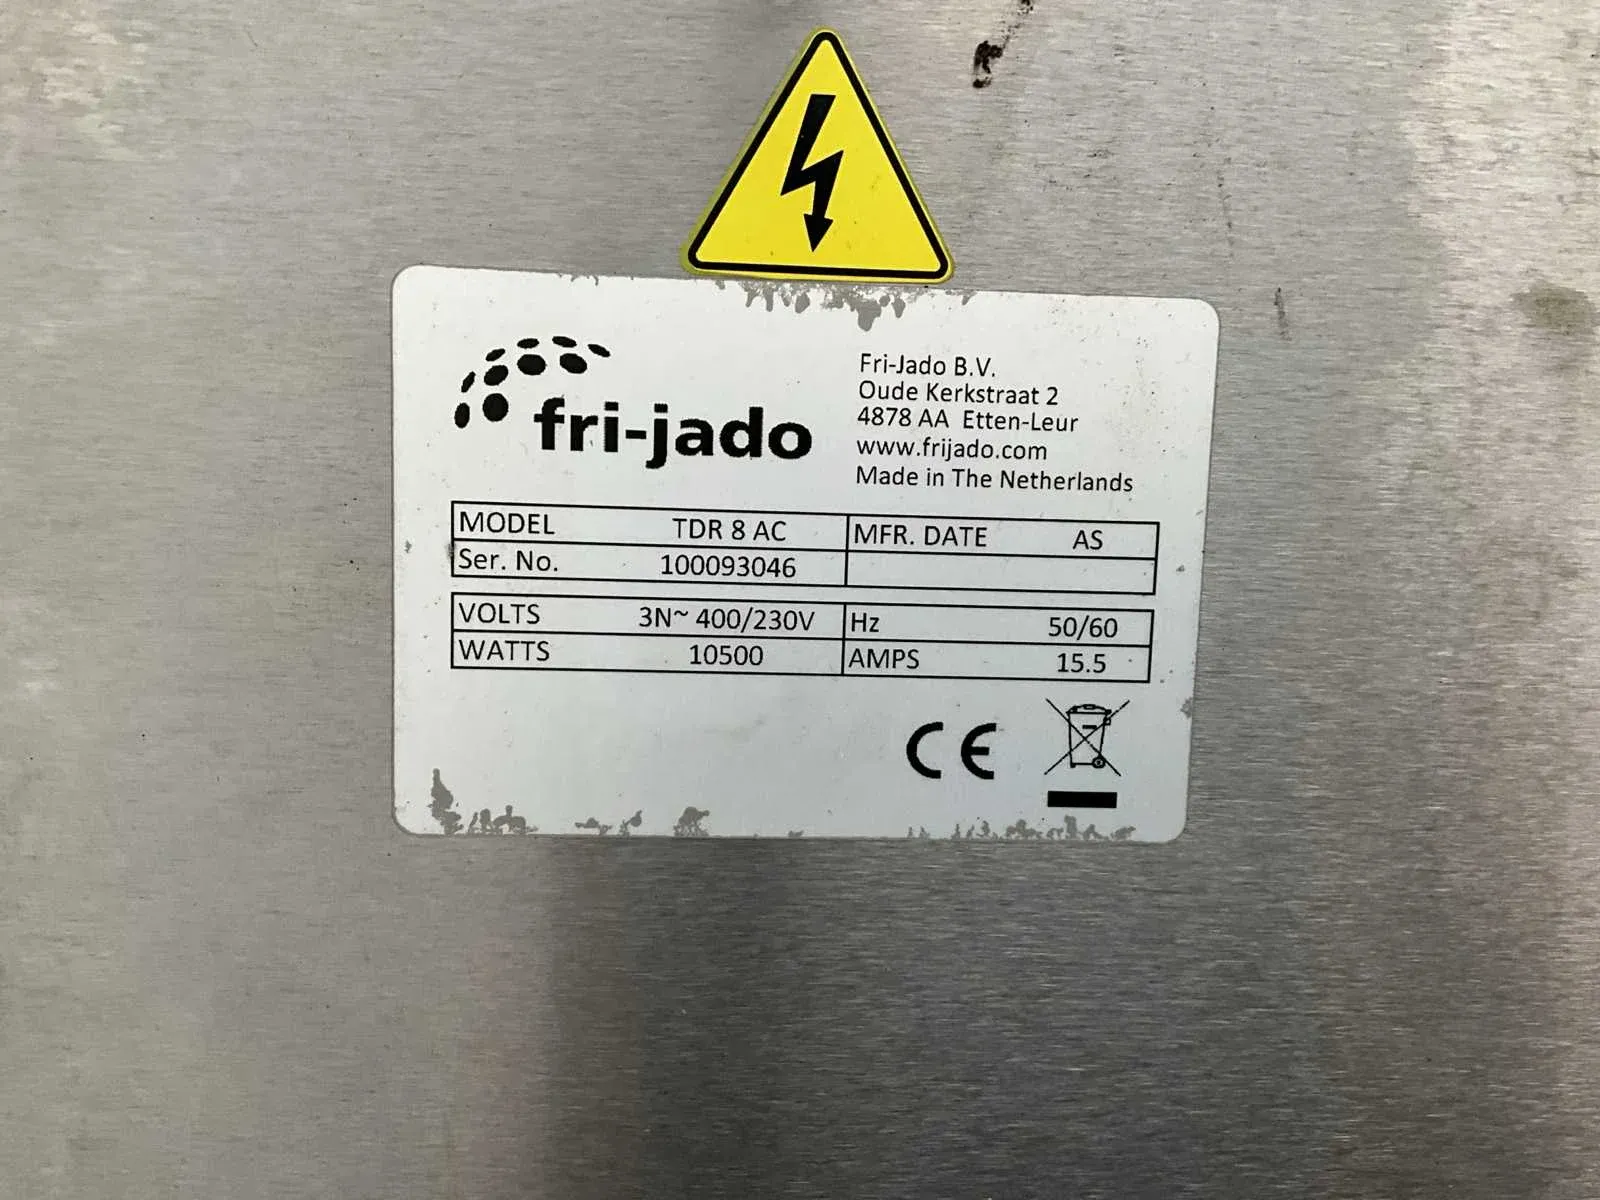 fri-jado
Fri-Jado B.V.
Oude Kerkstraat 2
4878 AA Etten-Leur
www.frijado.com
Made in The Netherlands
MODEL TDR 8 AC MFR. DATE AS
Ser. No. 100093046
VOLTS 3N~ 400/230V Hz 50/60
WATTS 10500 AMPS 15.5
CE